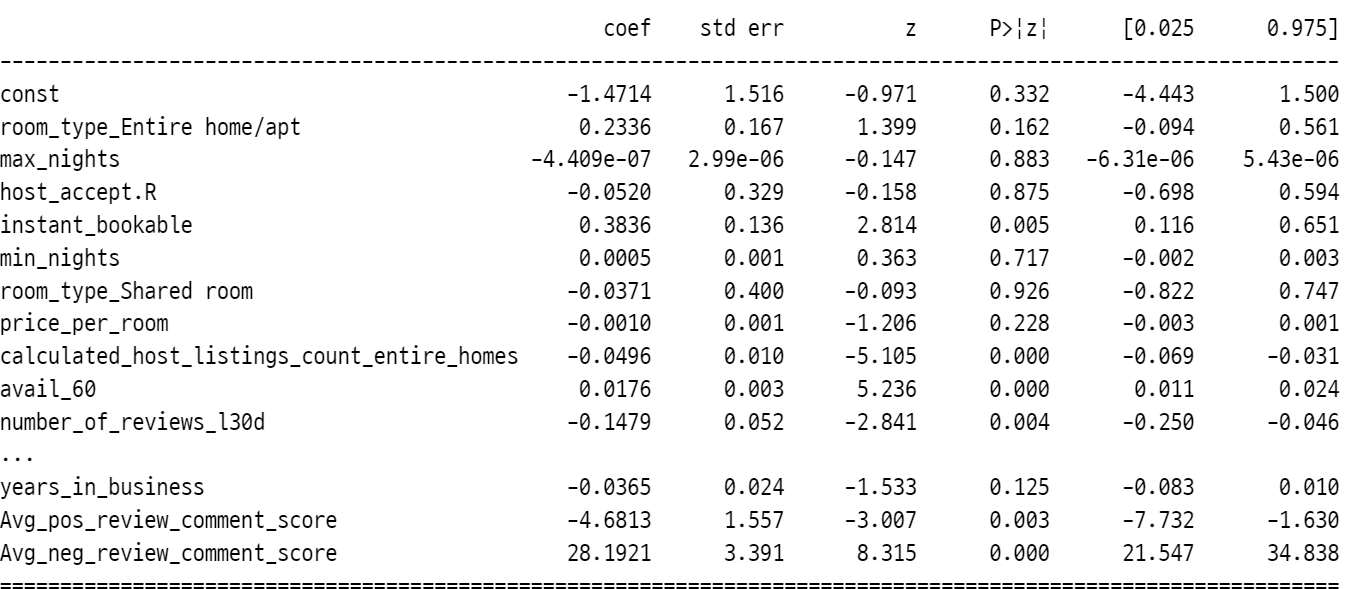 coef std err z P>¦z¦ [0.025 0.975]
--------------------------------------------------------------------------------------------------------------
const -1.4714 1.516 -0.971 0.332 -4.443 1.500
room_type_Entire home/apt 0.2336 0.167 1.399 0.162 -0.094 0.561
max_nights -4.409e-07 2.99e-06 -0.147 0.883 -6.31e-06 5.43e-06
host_accept.R -0.0520 0.329 -0.158 0.875 -0.698 0.594
instant_bookable 0.3836 0.136 2.814 0.005 0.116 0.651
min_nights 0.0005 0.001 0.363 0.717 -0.002 0.003
room_type_Shared room -0.0371 0.400 -0.093 0.926 -0.822 0.747
price_per_room -0.0010 0.001 -1.206 0.228 -0.003 0.001
calculated_host_listings_count_entire_homes -0.0496 0.010 -5.105 0.000 -0.069 -0.031
avail_60 0.0176 0.003 5.236 0.000 0.011 0.024
number_of_reviews_l30d -0.1479 0.052 -2.841 0.004 -0.250 -0.046
...
years_in_business -0.0365 0.024 -1.533 0.125 -0.083 0.010
Avg_pos_review_comment_score -4.6813 1.557 -3.007 0.003 -7.732 -1.630
Avg_neg_review_comment_score 28.1921 3.391 8.315 0.000 21.547 34.838
==============================================================================================================